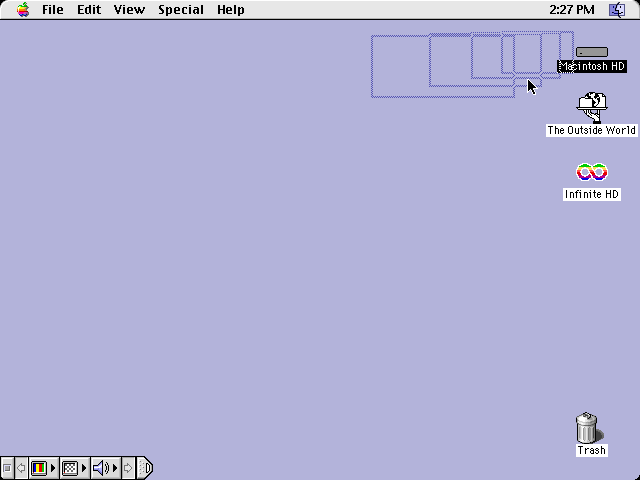 File Edit View Special Help 2:27 PM
Macintosh HD
The Outside World
Infinite HD
Trash